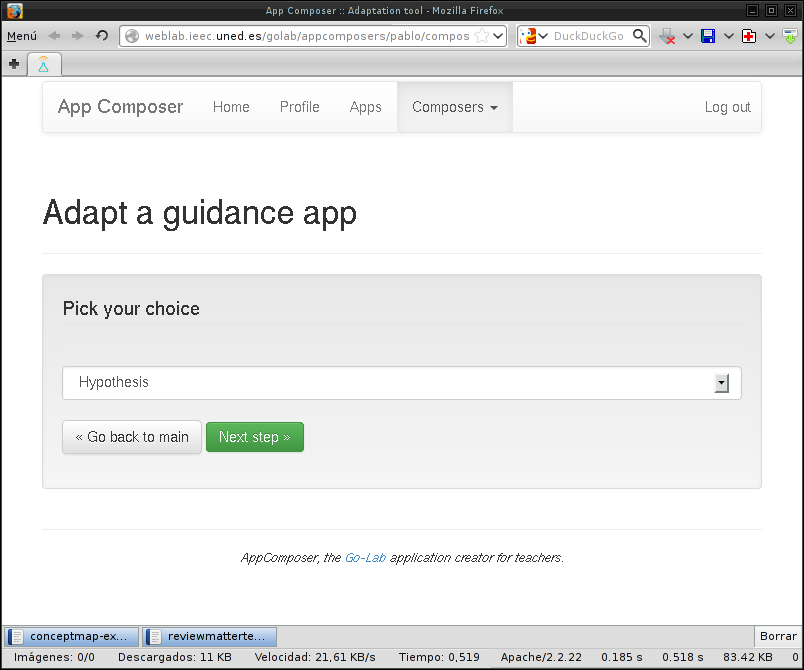 App Composer :: Adaptation tool - Mozilla Firefox
Menú weblab.ieec.uned.es/golab/appcomposers/pablo/compos DuckDuckGo
App Composer Home Profile Apps Composers Log out
Adapt a guidance app
Pick your choice
Hypothesis
« Go back to main Next step »
AppComposer, the Go-Lab application creator for teachers.
conceptmap-ex... reviewmatterte... Borrar
Imágenes: 0/0 Descargados: 11 KB Velocidad: 21,61 KB/s Tiempo: 0,519 Apache/2.2.22 0.185 s 0.518 s 83.42 KB 0